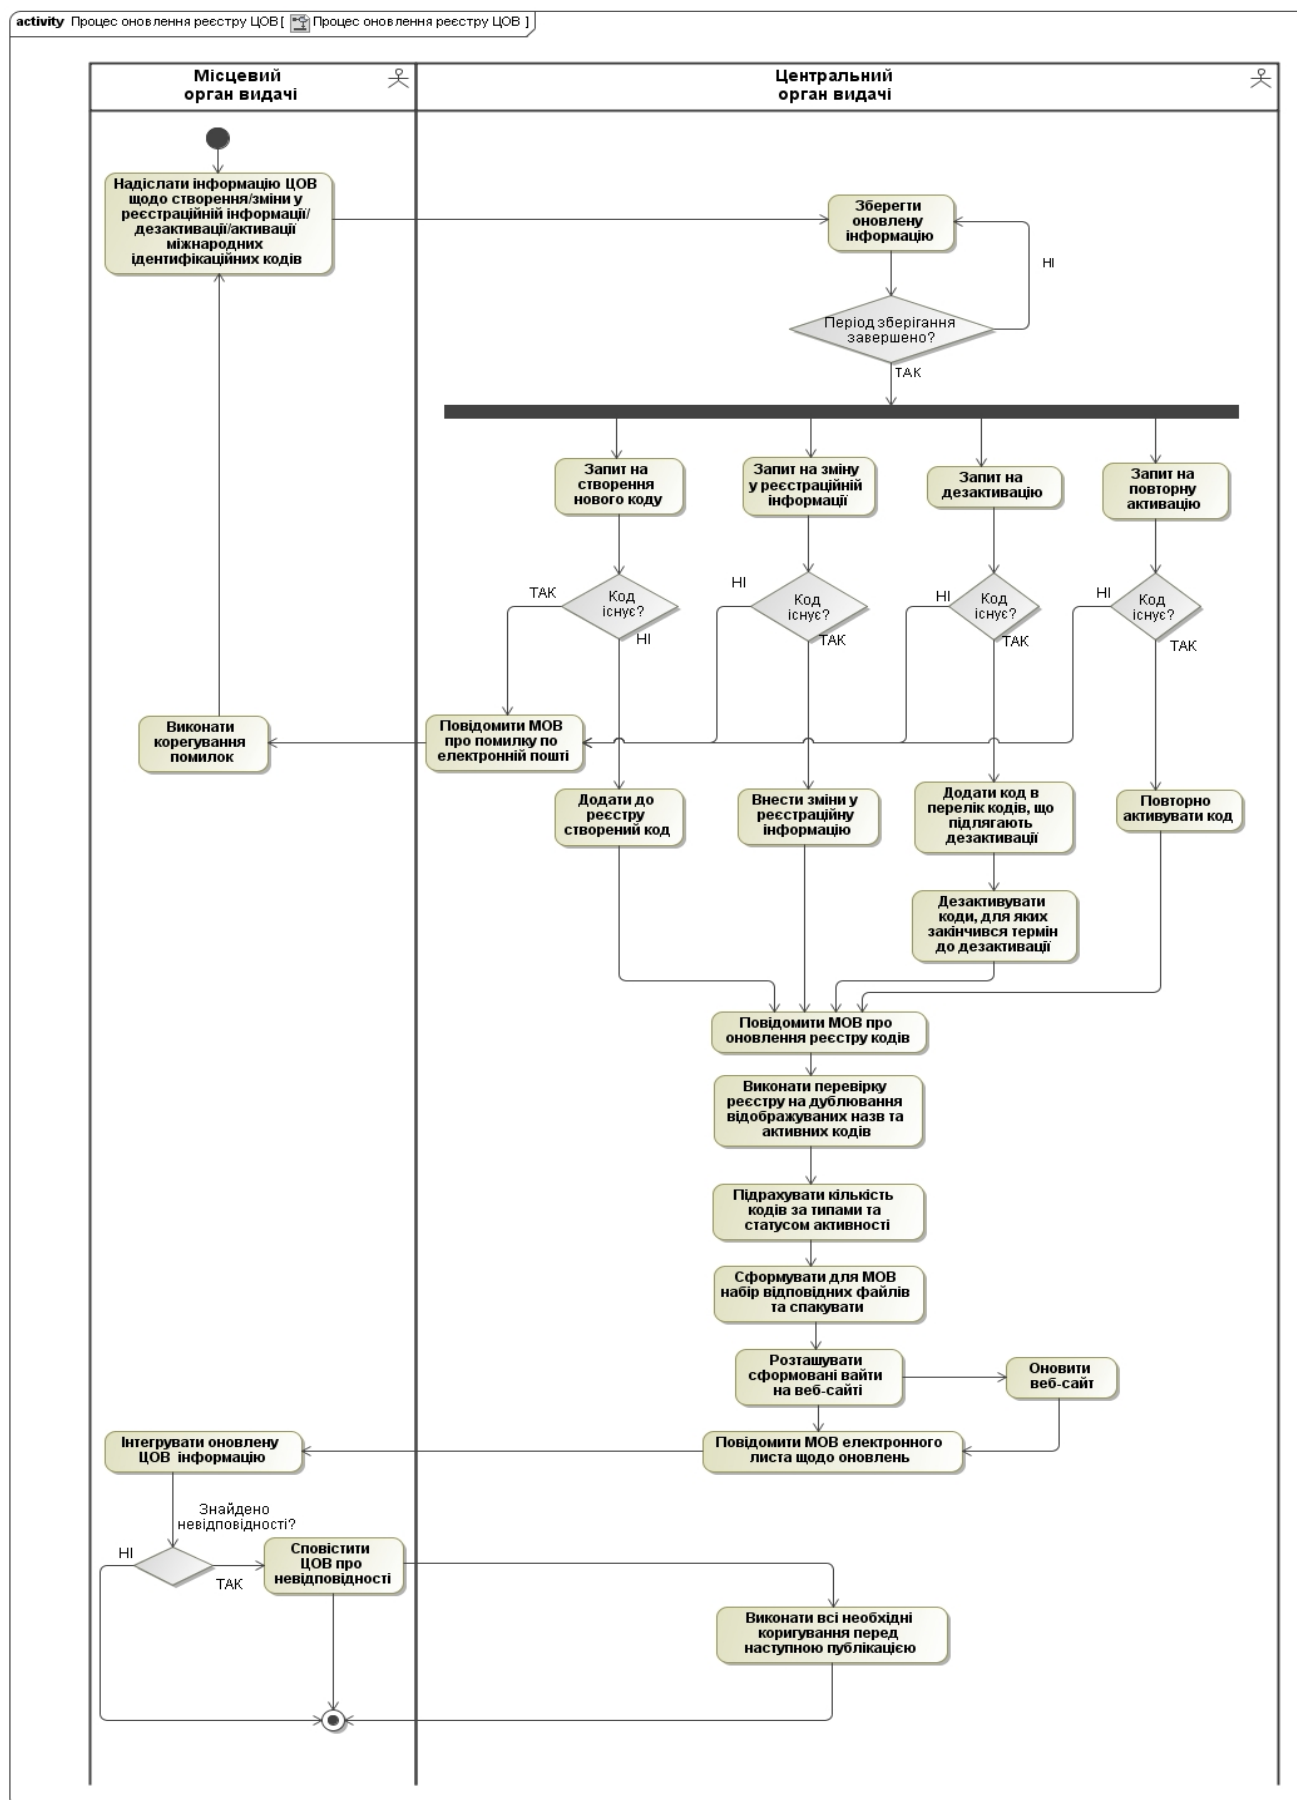 activity Процес оновлення реєстру ЦОВ [ Процес оновлення реєстру ЦОВ ]
Місцевий
орган видачі
Центральний
орган видачі
Надіслати інформацію ЦОВ
щодо створення/зміни у
реєстраційній інформації/
дезактивації/активації
міжнародних
ідентифікаційних кодів
Зберегти
оновлену
інформацію
НІ
Період зберігання
завершено?
ТАК
Запит на
створення
нового коду
Запит на зміну
у реєстраційній
інформації
Запит на
дезактивацію
Запит на
повторну
активацію
ТАК
Код
існує?
НІ
НІ
Код
існує?
ТАК
НІ
Код
існує?
ТАК
НІ
Код
існує?
ТАК
Виконати
корегування
помилок
Повідомити МОВ
про помилку по
електронній пошті
Додати до
реєстру
створений код
Внести зміни у
реєстраційну
інформацію
Додати код в
перелік кодів, що
підлягають
дезактивації
Повторно
активувати код
Дезактивувати
коди, для яких
закінчився термін
до дезактивації
Повідомити МОВ про
оновлення реєстру кодів
Виконати перевірку
реєстру на дублювання
відображуваних назв та
активних кодів
Підрахувати кількість
кодів за типами та
статусом активності
Сформувати для МОВ
набір відповідних файлів
та спакувати
Розташувати
сформовані вайти
на веб-сайті
Оновити
веб-сайт
Інтегрувати оновлену
ЦОВ інформацію
Повідомити МОВ електронного
листа щодо оновлень
Знайдено
невідповідності?
НІ
ТАК
Сповістити
ЦОВ про
невідповідності
Виконати всі необхідні
коригування перед
наступною публікацією